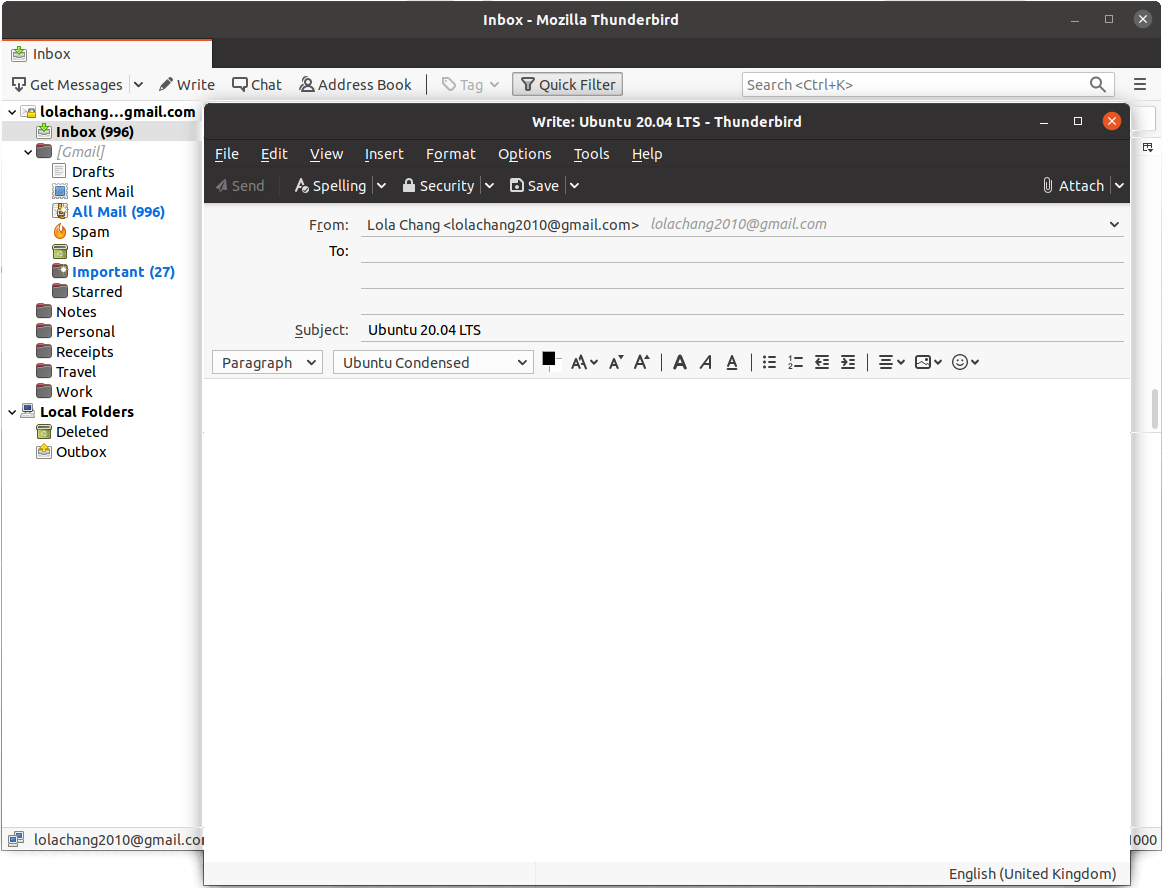 Inbox - Mozilla Thunderbird
Inbox
Get Messages Write Chat Address Book Tag Quick Filter Search <Ctrl+K>
lolachang...gmail.com
Inbox (996)
[Gmail]
Drafts
Sent Mail
All Mail (996)
Spam
Bin
Important (27)
Starred
Notes
Personal
Receipts
Travel
Work
Local Folders
Deleted
Outbox
Write: Ubuntu 20.04 LTS - Thunderbird
File Edit View Insert Format Options Tools Help
Send Spelling Security Save Attach
From: Lola Chang <lolachang2010@gmail.com> lolachang2010@gmail.com
To:
Subject: Ubuntu 20.04 LTS
Paragraph Ubuntu Condensed
English (United Kingdom)
lolachang2010@gmail.co
000